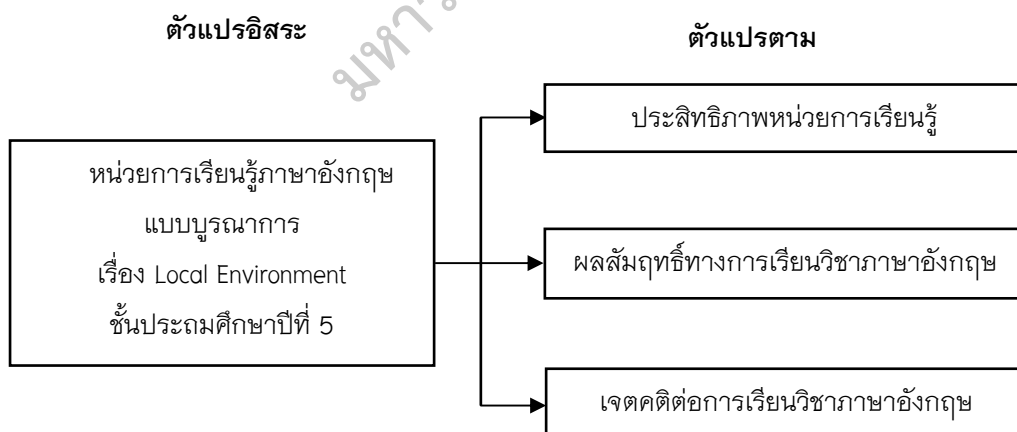 ตัวแปรอิสระ
ตัวแปรตาม
หน่วยการเรียนรู้ภาษาอังกฤษ
แบบบูรณาการ
เรื่อง Local Environment
ชั้นประถมศึกษาปีที่ 5
ประสิทธิภาพหน่วยการเรียนรู้
ผลสัมฤทธิ์ทางการเรียนวิชาภาษาอังกฤษ
เจตคติต่อการเรียนวิชาภาษาอังกฤษ